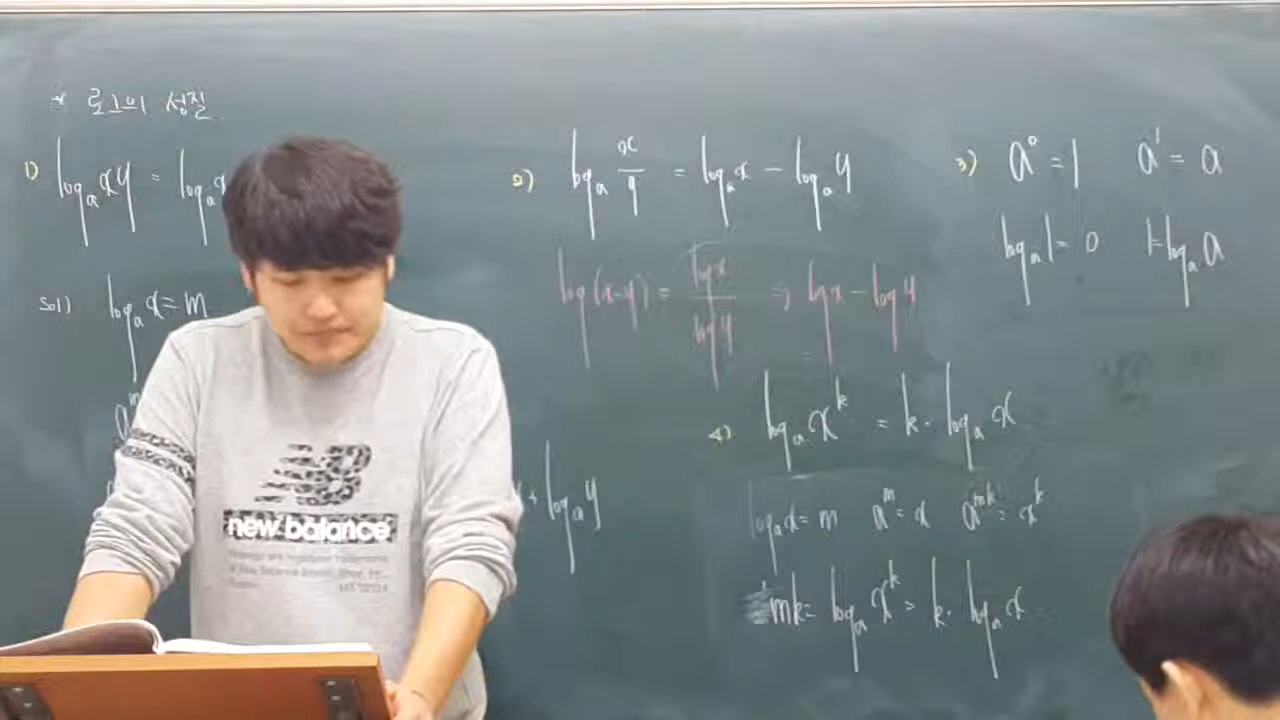 * 로그의 성질
1) logₐxy = logₐx
sol) logₐx = m
aᵐ
+ logₐy
2) logₐ x/y = logₐx - logₐy
log(x-y) = logx/logy ⇒ logx - logy
3) a⁰ = 1 a¹ = a
logₐ1 = 0 1 = logₐa
4) logₐxᵏ = k · logₐx
logₐx = m aᵐ = x aᵐᵏ = xᵏ
mk = logₐxᵏ = k · logₐx
new balance